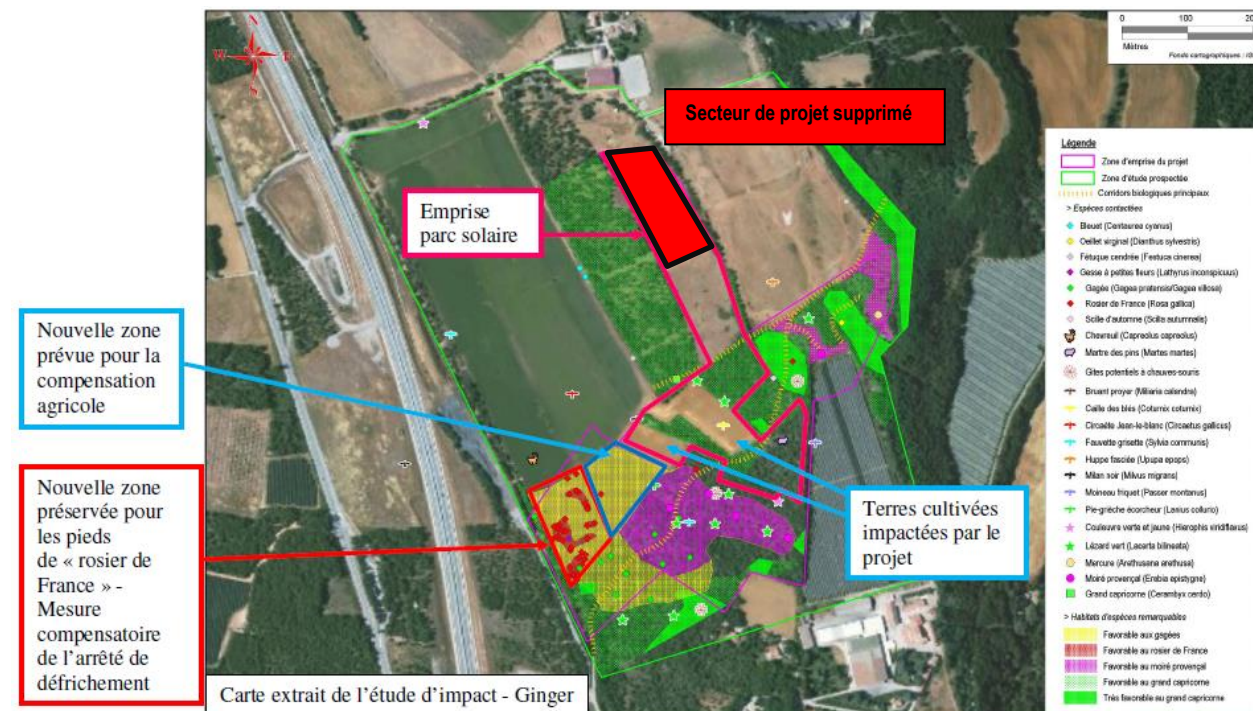 N
W
E
S
0 100 20
Mètres
Fonds cartographiques : IG
Secteur de projet supprimé
Emprise
parc solaire
Nouvelle zone
prévue pour la
compensation
agricole
Nouvelle zone
préservée pour
les pieds
de « rosier de
France » -
Mesure
compensatoire
de l’arrêté de
défrichement
Terres cultivées
impactées par le
projet
Carte extrait de l’étude d’impact - Ginger
Légende
Zone d'emprise du projet
Zone d'étude prospectée
Corridors biologiques principaux
> Espèces contactées
Bleuet (Centaurea cyanus)
Oeillet virginal (Dianthus sylvestris)
Fétuque cendrée (Festuca cinerea)
Gesse à petites fleurs (Lathyrus inconspicuus)
Gagée (Gagea pratensis/Gagea villosa)
Rosier de France (Rosa gallica)
Scille d'automne (Scilla autumnalis)
Chevreuil (Capreolus capreolus)
Martre des pins (Martes martes)
Gîtes potentiels à chauves-souris
Bruant proyer (Miliaria calandra)
Caille des blés (Coturnix coturnix)
Circaète Jean-le-blanc (Circaetus gallicus)
Fauvette grisette (Sylvia communis)
Huppe fasciée (Upupa epops)
Milan noir (Milvus migrans)
Moineau friquet (Passer montanus)
Pie-grièche écorcheur (Lanius collurio)
Couleuvre verte et jaune (Hierophis viridiflavus)
Lézard vert (Lacerta bilineata)
Mercure (Arethusana arethusa)
Moiré provençal (Erebia epistygne)
Grand capricorne (Cerambyx cerdo)
> Habitats d'espèces remarquables
Favorable aux gagées
Favorable au rosier de France
Favorable au moiré provençal
Favorable au grand capricorne
Très favorable au grand capricorne